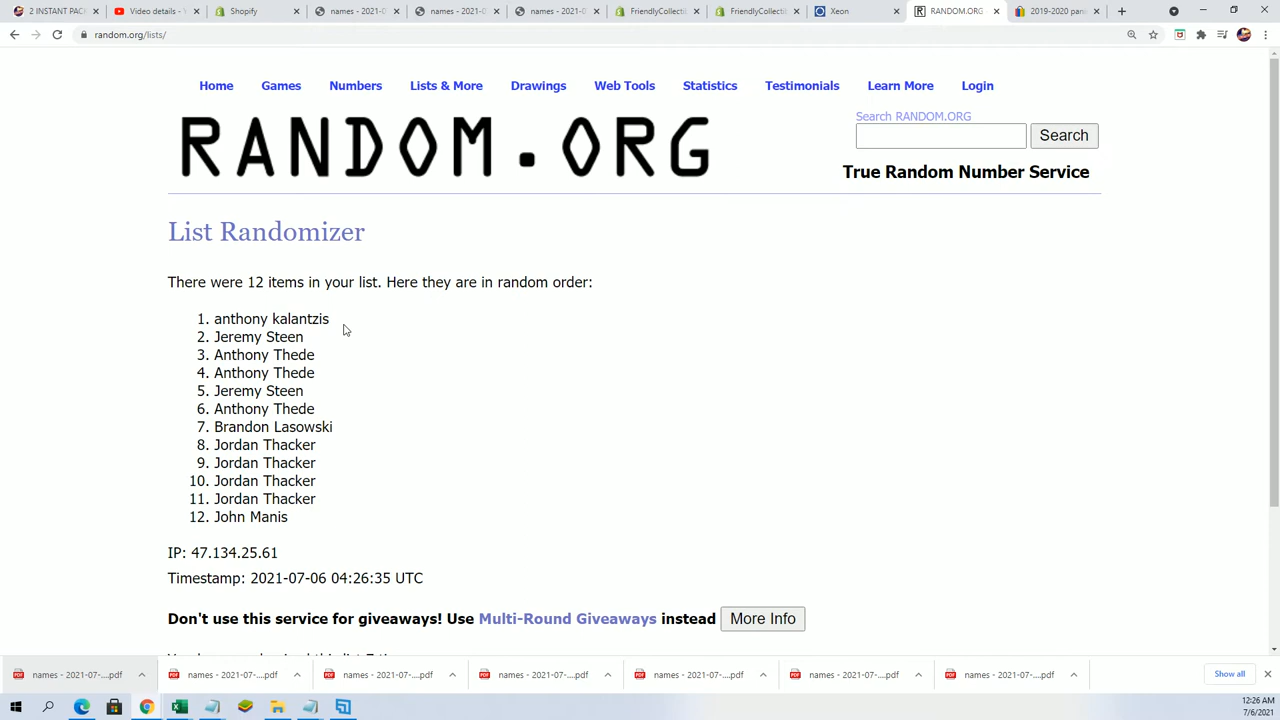 2 INSTANT PACK
Video details - Y
Shopify
names - 2021-0
names - 2021-0
names - 2021-0
FriendlyCollecti
FriendlyCollecti
Xeon
RANDOM.ORG
2019-2020 pan
random.org/lists/
Home Games Numbers Lists & More Drawings Web Tools Statistics Testimonials Learn More Login
RANDOM.ORG
Search RANDOM.ORG
Search
True Random Number Service
List Randomizer
There were 12 items in your list. Here they are in random order:
1. anthony kalantzis
2. Jeremy Steen
3. Anthony Thede
4. Anthony Thede
5. Jeremy Steen
6. Anthony Thede
7. Brandon Lasowski
8. Jordan Thacker
9. Jordan Thacker
10. Jordan Thacker
11. Jordan Thacker
12. John Manis
IP: 47.134.25.61
Timestamp: 2021-07-06 04:26:35 UTC
Don't use this service for giveaways! Use Multi-Round Giveaways instead More Info
names - 2021-07-....pdf
names - 2021-07-....pdf
names - 2021-07-....pdf
names - 2021-07-....pdf
names - 2021-07-....pdf
names - 2021-07-....pdf
names - 2021-07-....pdf
Show all
12:26 AM
7/6/2021